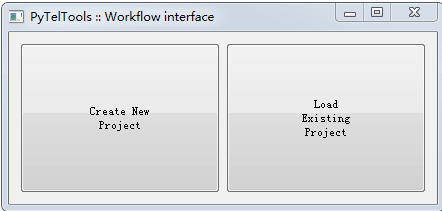 PyTelTools :: Workflow interface
Create New
Project
Load
Existing
Project